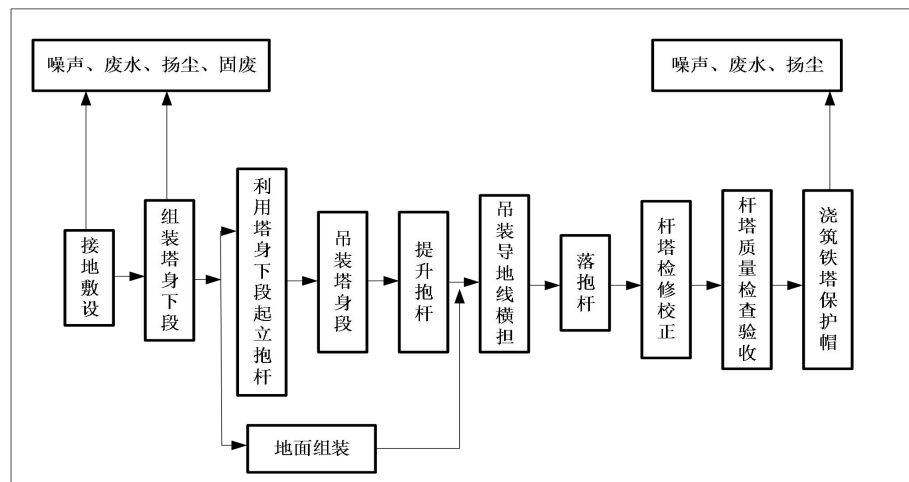 噪声、废水、扬尘、固废
噪声、废水、扬尘
接地敷设
组装塔身下段
利用塔身下段起立抱杆
吊装塔身段
提升抱杆
吊装导地线横担
落抱杆
杆塔检修校正
杆塔质量检查验收
浇筑铁塔保护帽
地面组装